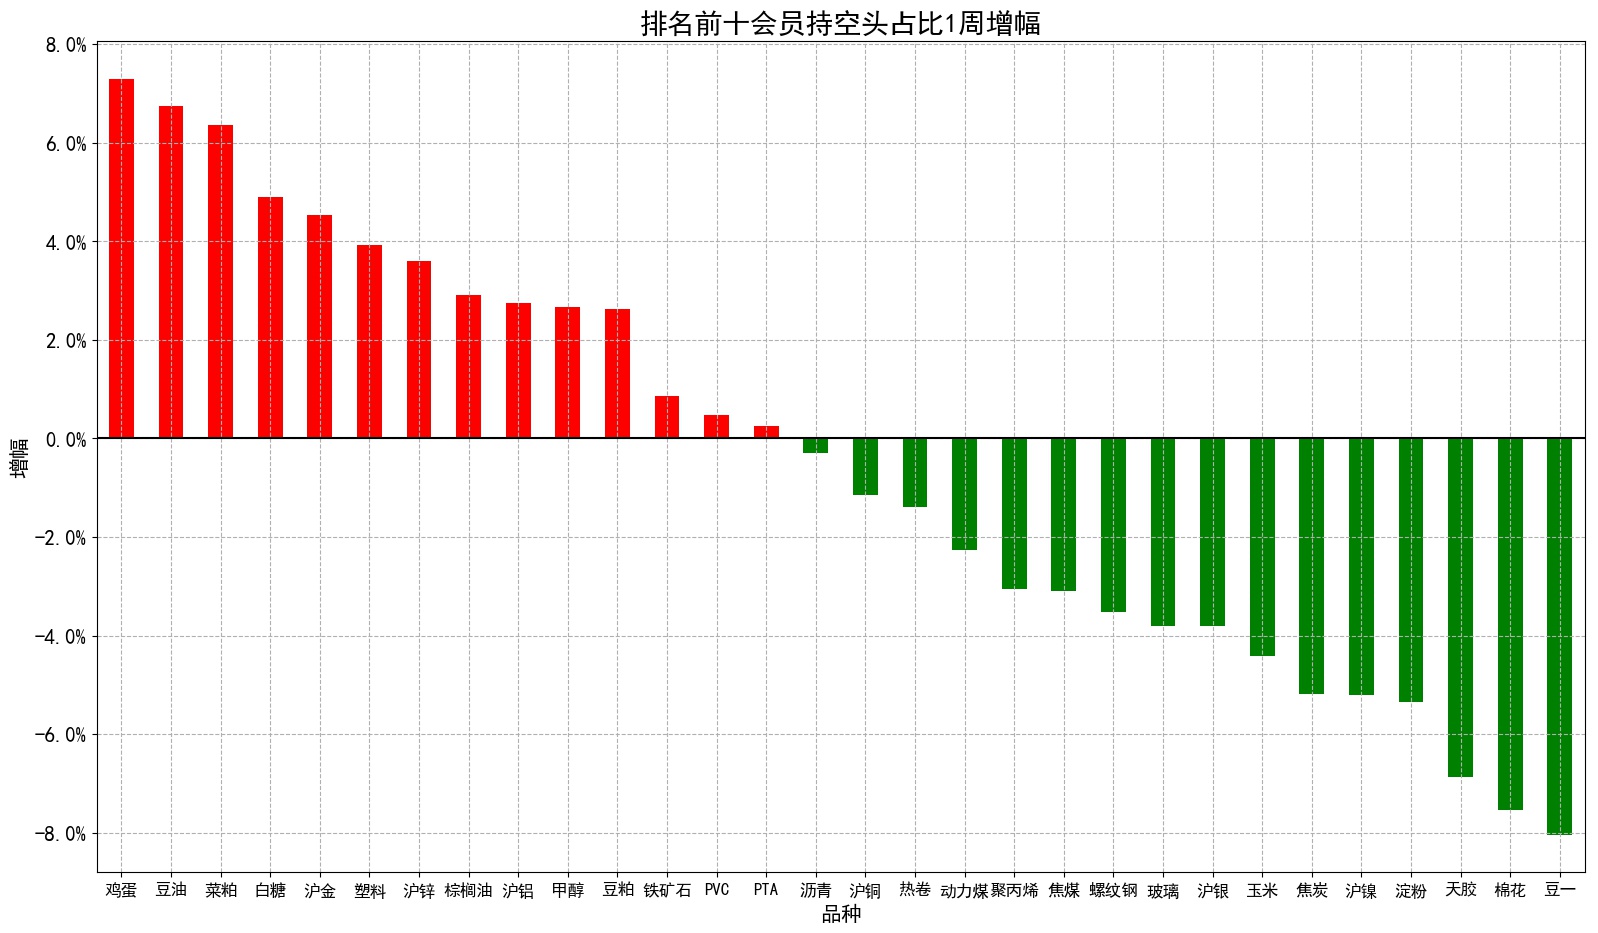 排名前十会员持空头占比1周增幅
8.0%
6.0%
4.0%
2.0%
0.0%
-2.0%
-4.0%
-6.0%
-8.0%
增幅
鸡蛋 豆油 菜粕 白糖 沪金 塑料 沪锌 棕榈油 沪铝 甲醇 豆粕 铁矿石 PVC PTA 沥青 沪铜 热卷 动力煤 聚丙烯 焦煤 螺纹钢 玻璃 沪银 玉米 焦炭 沪镍 淀粉 天胶 棉花 豆一
品种